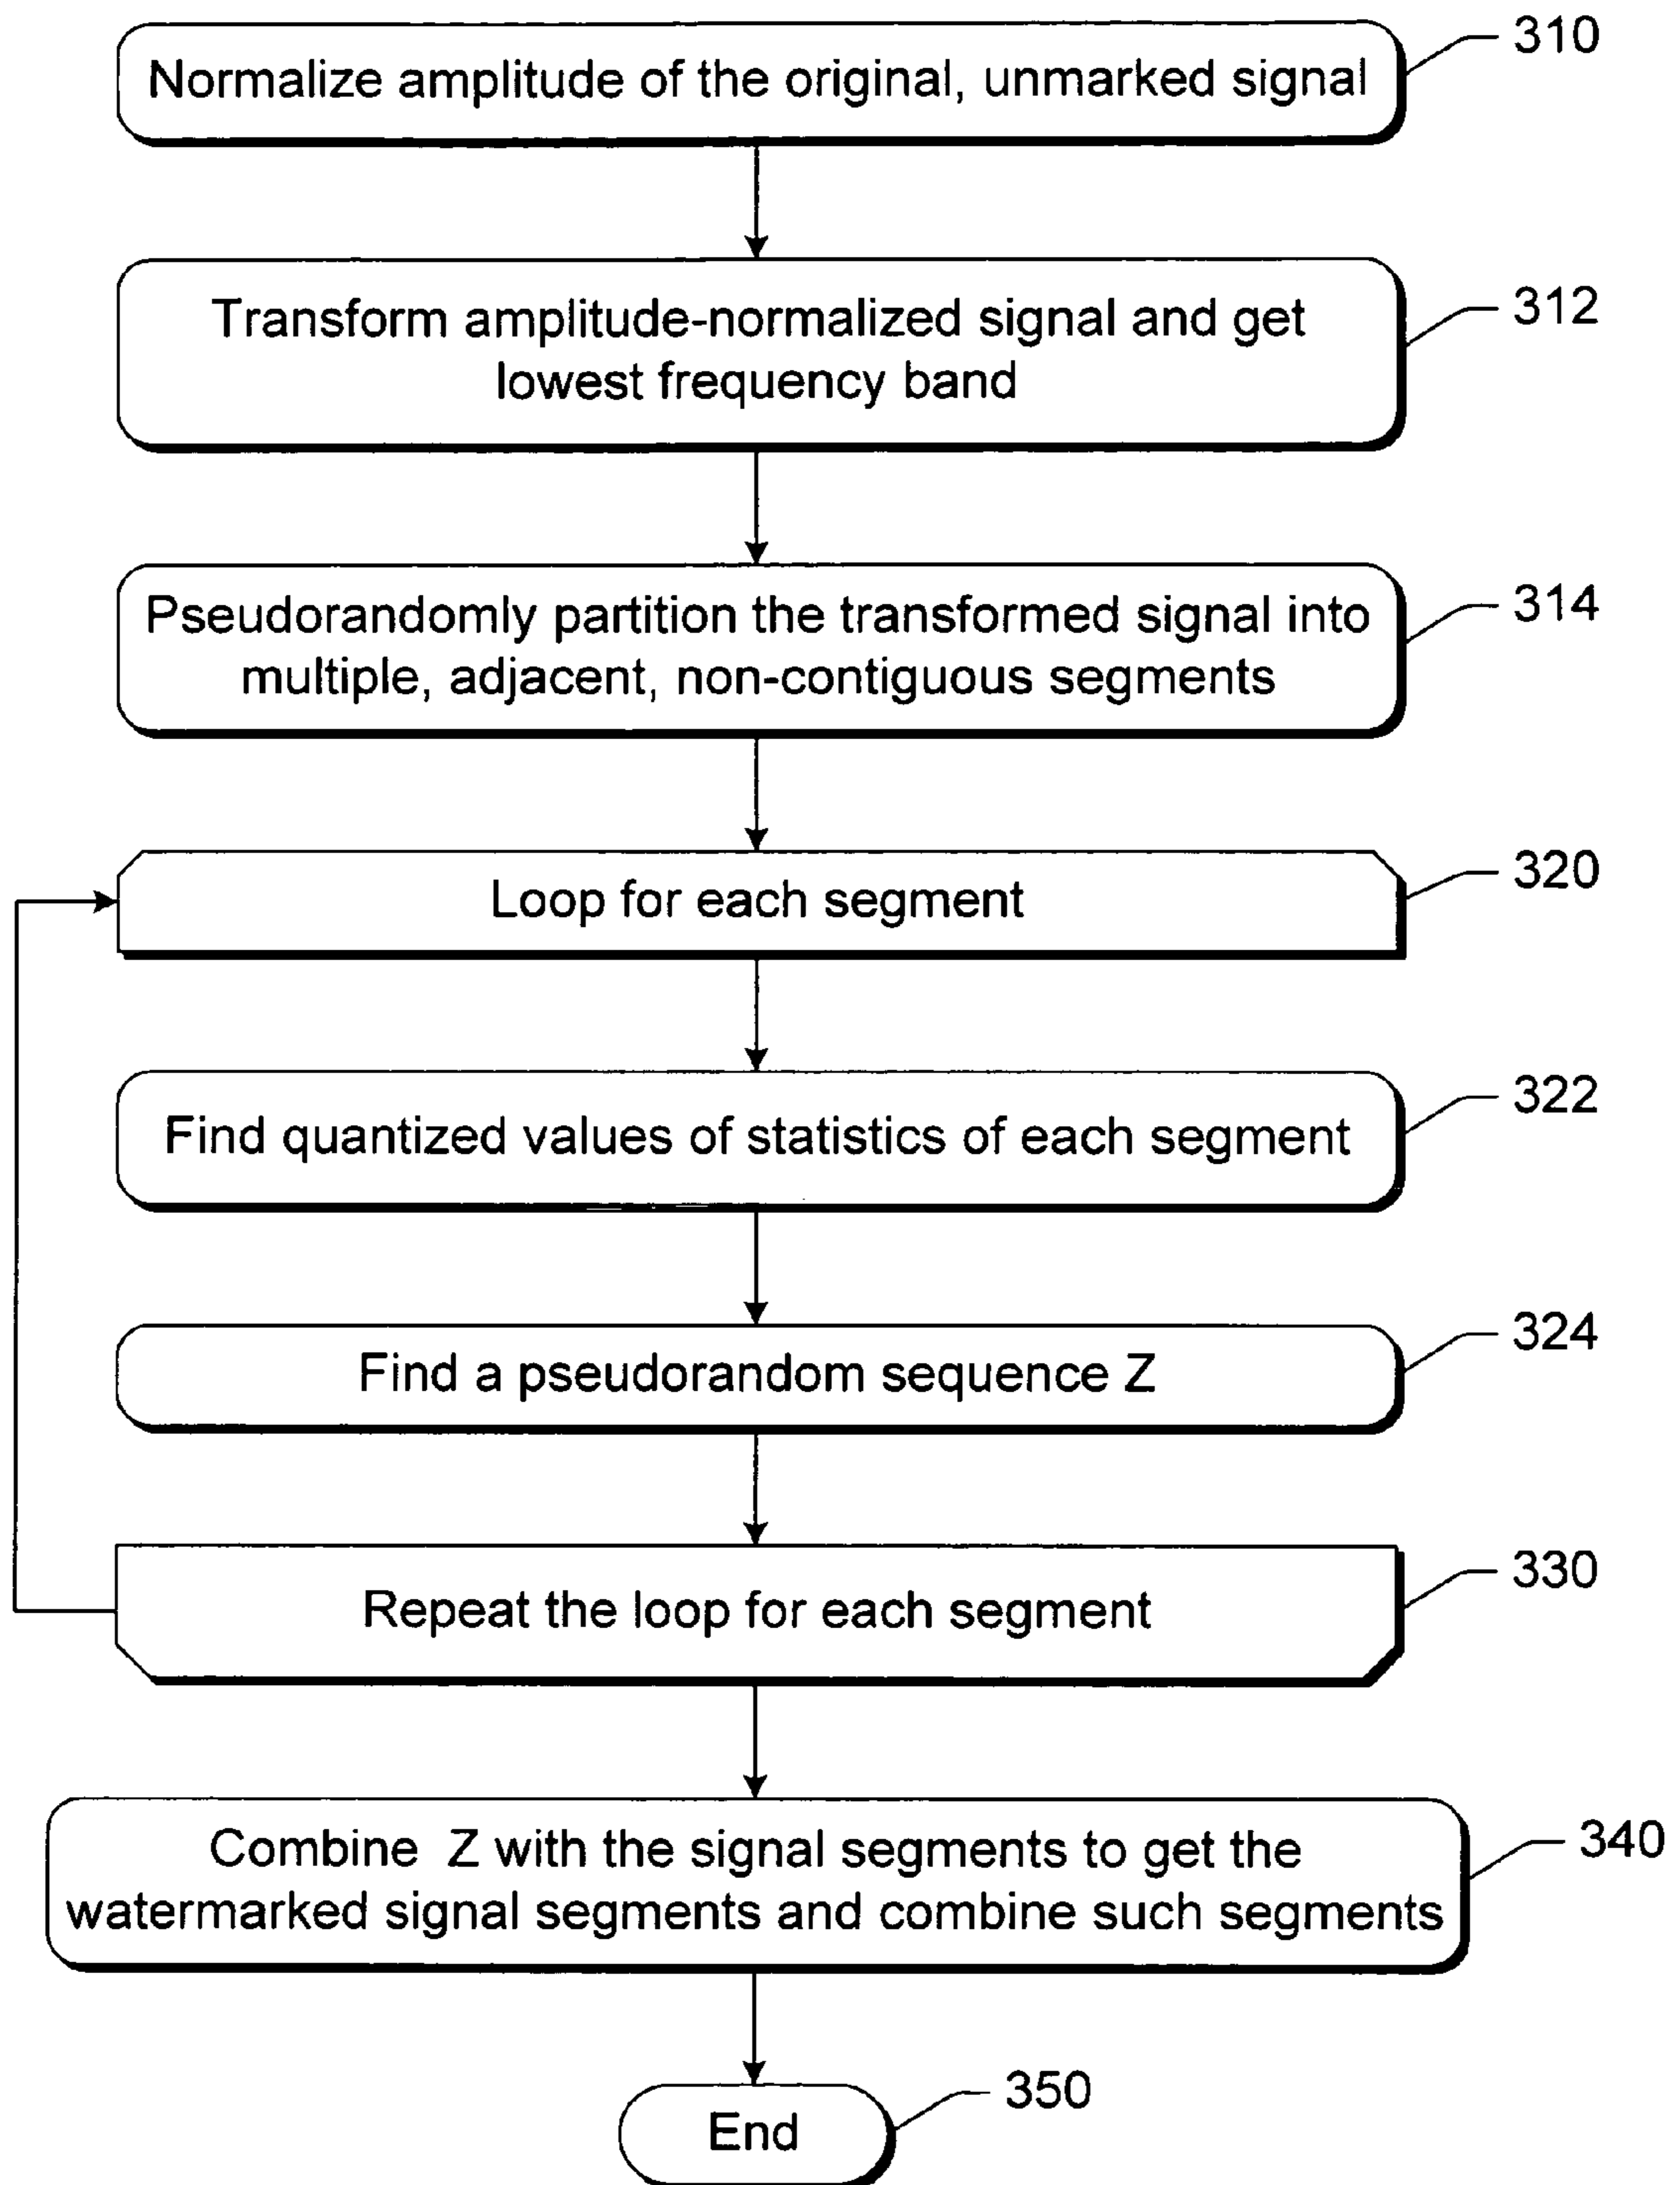 Normalize amplitude of the original, unmarked signal
310
Transform amplitude-normalized signal and get
lowest frequency band
312
Pseudorandomly partition the transformed signal into
multiple, adjacent, non-contiguous segments
314
Loop for each segment
320
Find quantized values of statistics of each segment
322
Find a pseudorandom sequence Z
324
Repeat the loop for each segment
330
Combine Z with the signal segments to get the
watermarked signal segments and combine such segments
340
End
350